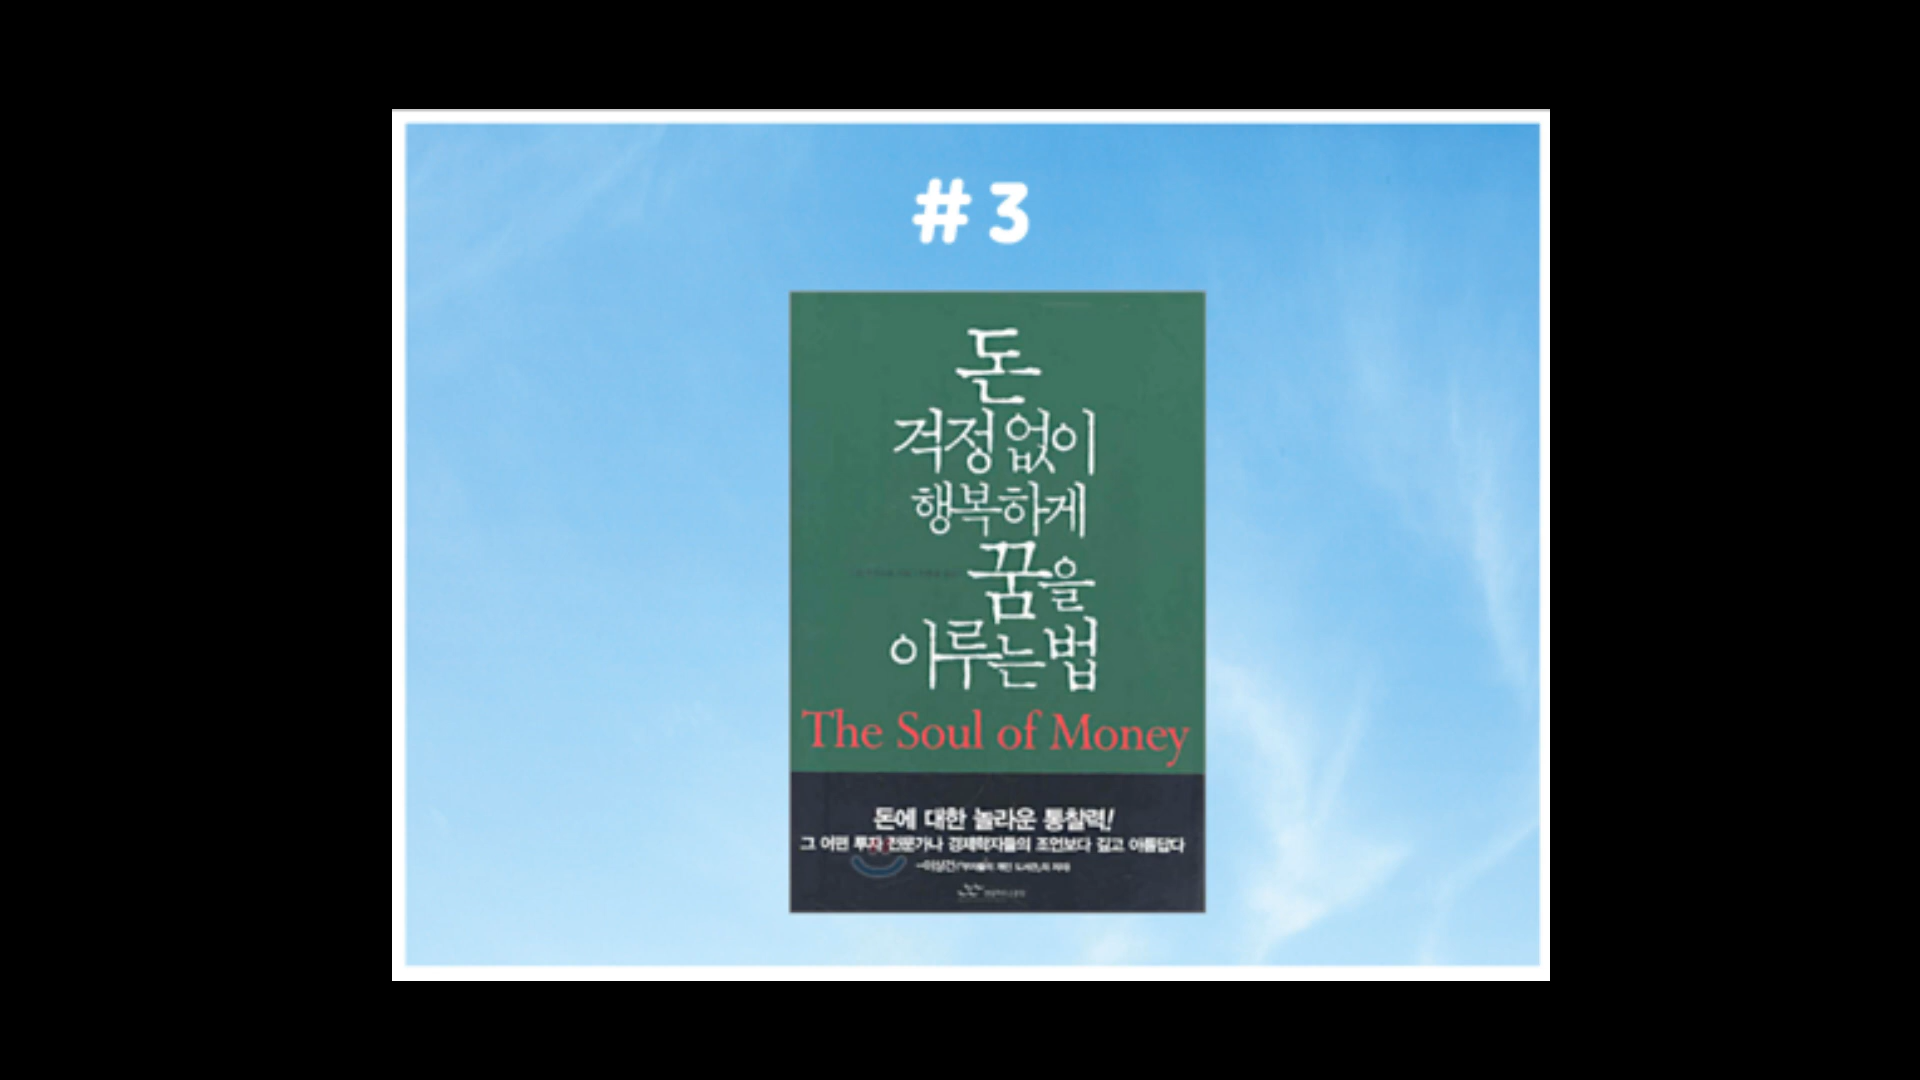 #3
돈
걱정 없이
행복하게
꿈을
이루는 법
The Soul of Money
돈에 대한 놀라운 통찰력!
그 어떤 투자 전문가나 경제학자들의 조언보다 깊고 아름답다